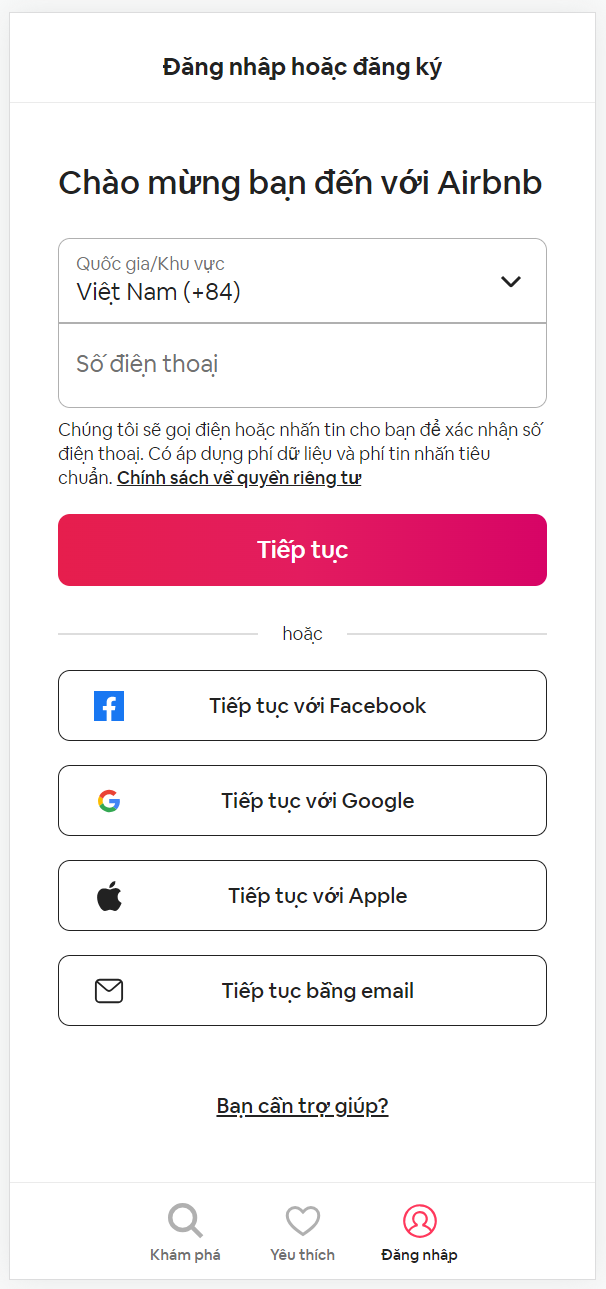 Đăng nhập hoặc đăng ký
Chào mừng bạn đến với Airbnb
Quốc gia/Khu vực
Việt Nam (+84)
Số điện thoại
Chúng tôi sẽ gọi điện hoặc nhắn tin cho bạn để xác nhận số
điện thoại. Có áp dụng phí dữ liệu và phí tin nhắn tiêu
chuẩn. Chính sách về quyền riêng tư
Tiếp tục
hoặc
Tiếp tục với Facebook
Tiếp tục với Google
Tiếp tục với Apple
Tiếp tục bằng email
Bạn cần trợ giúp?
Khám phá
Yêu thích
Đăng nhập